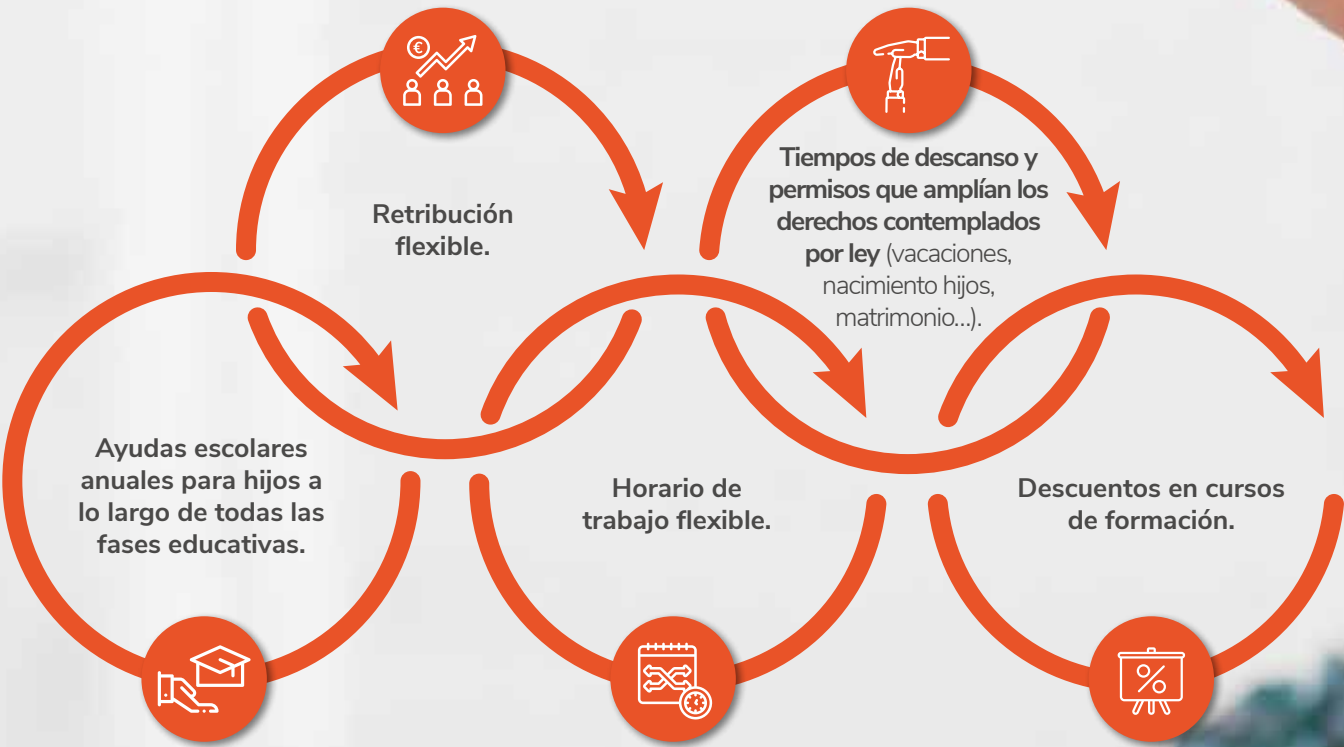 Retribución
flexible.
Tiempos de descanso y
permisos que amplían los
derechos contemplados
por ley (vacaciones,
nacimiento hijos,
matrimonio...).
Ayudas escolares
anuales para hijos a
lo largo de todas las
fases educativas.
Horario de
trabajo flexible.
Descuentos en cursos
de formación.